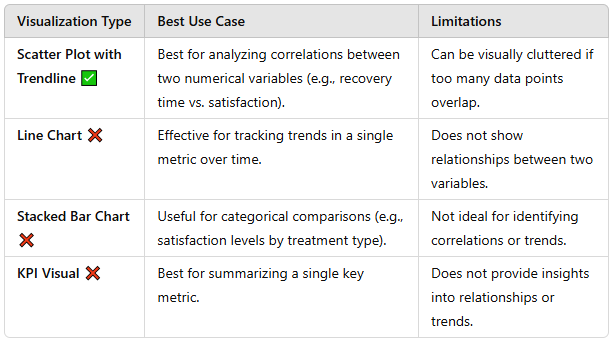 Visualization Type Best Use Case Limitations
Scatter Plot with Best for analyzing correlations between Can be visually cluttered if
Trendline ✅ two numerical variables (e.g., recovery too many data points
time vs. satisfaction). overlap.
Line Chart ❌ Effective for tracking trends in a single Does not show
metric over time. relationships between two
variables.
Stacked Bar Chart Useful for categorical comparisons (e.g., Not ideal for identifying
❌ satisfaction levels by treatment type). correlations or trends.
KPI Visual ❌ Best for summarizing a single key Does not provide insights
metric. into relationships or
trends.